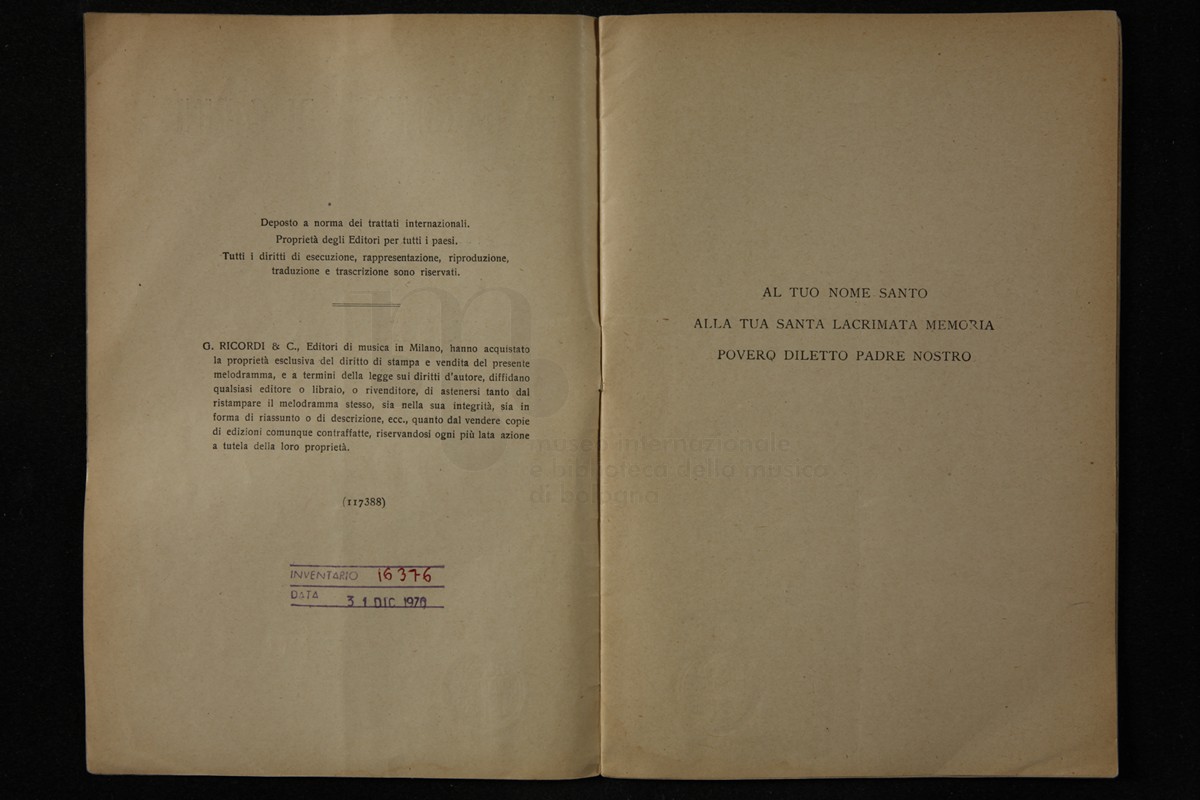 Deposto a norma dei trattati internazionali.
Proprietà degli Editori per tutti i paesi.
Tutti i diritti di esecuzione, rappresentazione, riproduzione,
traduzione e trascrizione sono riservati.
G. RICORDI & C., Editori di musica in Milano, hanno acquistato
la proprietà esclusiva del diritto di stampa e vendita del presente
melodramma, e a termini della legge sui diritti d'autore, diffidano
qualsiasi editore o libraio, o rivenditore, di astenersi tanto dal
ristampare il melodramma stesso, sia nella sua integrità, sia in
forma di riassunto o di descrizione, ecc., quanto dal vendere copie
di edizioni comunque contraffatte, riservandosi ogni più lata azione
a tutela della loro proprietà.
(117388)
INVENTARIO 16376
DATA 31 DIC 1970
AL TUO NOME SANTO
ALLA TUA SANTA LACRIMATA MEMORIA
POVERO DILETTO PADRE NOSTRO
museo internazionale
e biblioteca della musica
di bologna